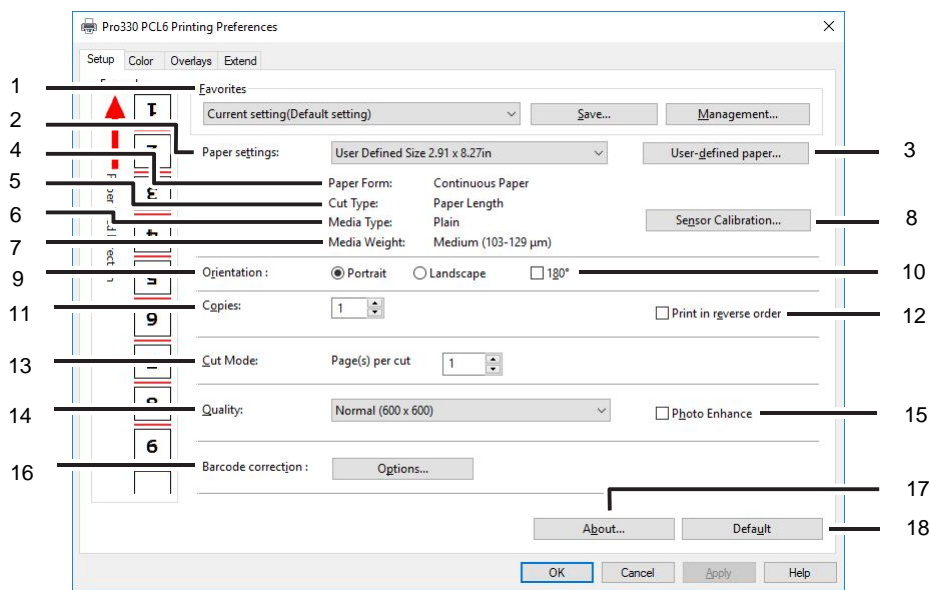 Pro330 PCL6 Printing Preferences
Setup Color Overlays Extend
1 Favorites
Current setting(Default setting) Save... Management...
2 Paper settings: User Defined Size 2.91 x 8.27in User-defined paper... 3
4 Paper Form: Continuous Paper
5 Cut Type: Paper Length
6 Media Type: Plain Sensor Calibration... 8
7 Media Weight: Medium (103-129 µm)
9 Orientation : Portrait Landscape 180° 10
11 Copies: 1 Print in reverse order 12
13 Cut Mode: Page(s) per cut 1
14 Quality: Normal (600 x 600) Photo Enhance 15
16 Barcode correction : Options...
17
About... Default 18
OK Cancel Apply Help
1
3
5
9
6